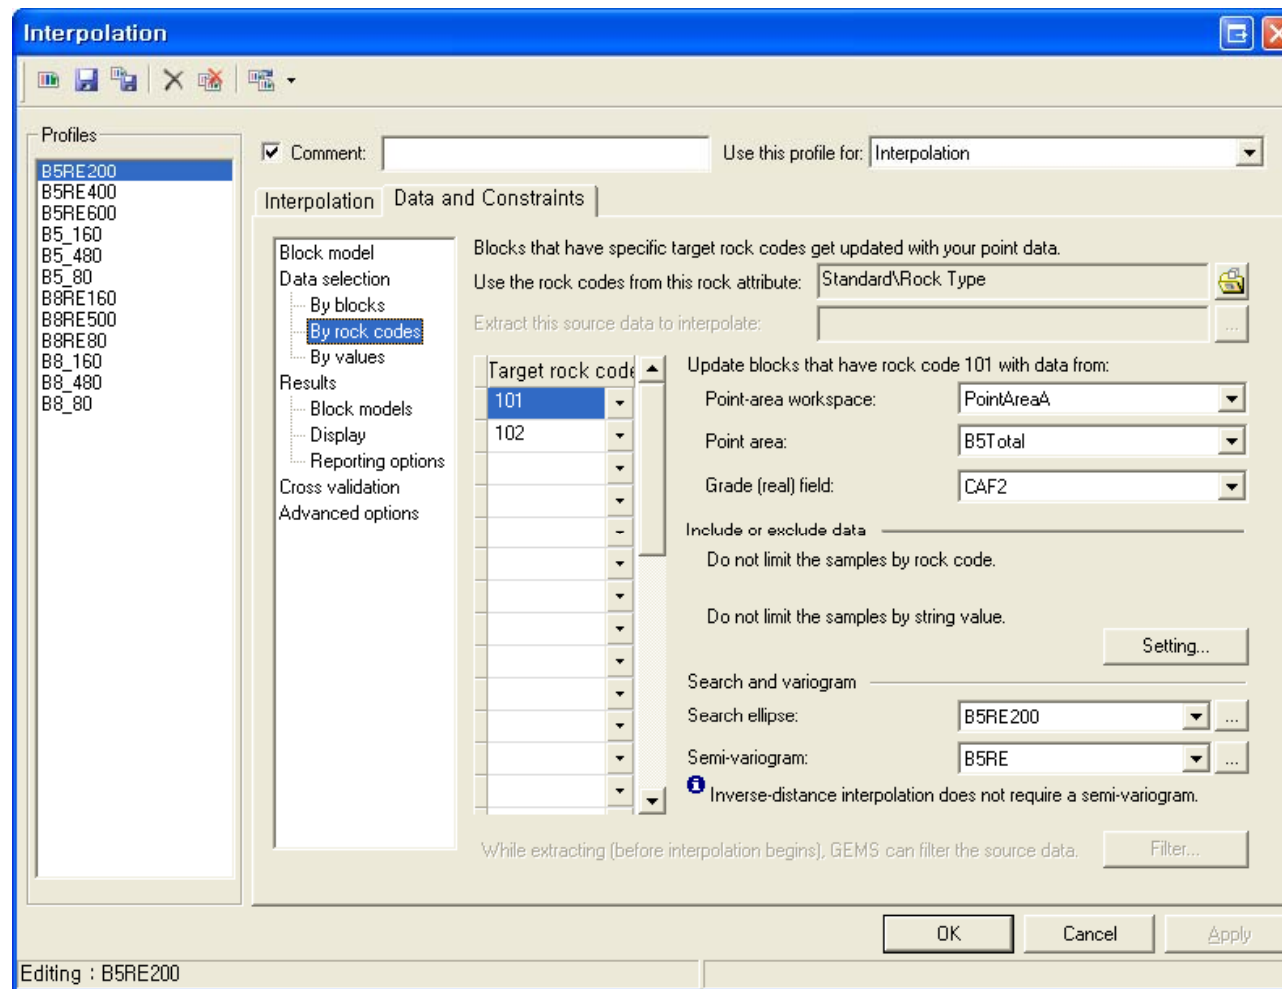 Interpolation
Profiles
B5RE200
B5RE400
B5RE600
B5_160
B5_480
B5_80
B8RE160
B8RE500
B8RE80
B8_160
B8_480
B8_80
Comment:
Use this profile for: Interpolation
Interpolation Data and Constraints
Block model
Data selection
By blocks
By rock codes
By values
Results
Block models
Display
Reporting options
Cross validation
Advanced options
Blocks that have specific target rock codes get updated with your point data.
Use the rock codes from this rock attribute: Standard\Rock Type
Extract this source data to interpolate: ...
Target rock code
101
102
Update blocks that have rock code 101 with data from:
Point-area workspace: PointAreaA
Point area: B5Total
Grade (real) field: CAF2
Include or exclude data
Do not limit the samples by rock code.
Do not limit the samples by string value.
Setting...
Search and variogram
Search ellipse: B5RE200 ...
Semi-variogram: B5RE ...
Inverse-distance interpolation does not require a semi-variogram.
While extracting (before interpolation begins), GEMS can filter the source data. Filter...
OK Cancel Apply
Editing : B5RE200